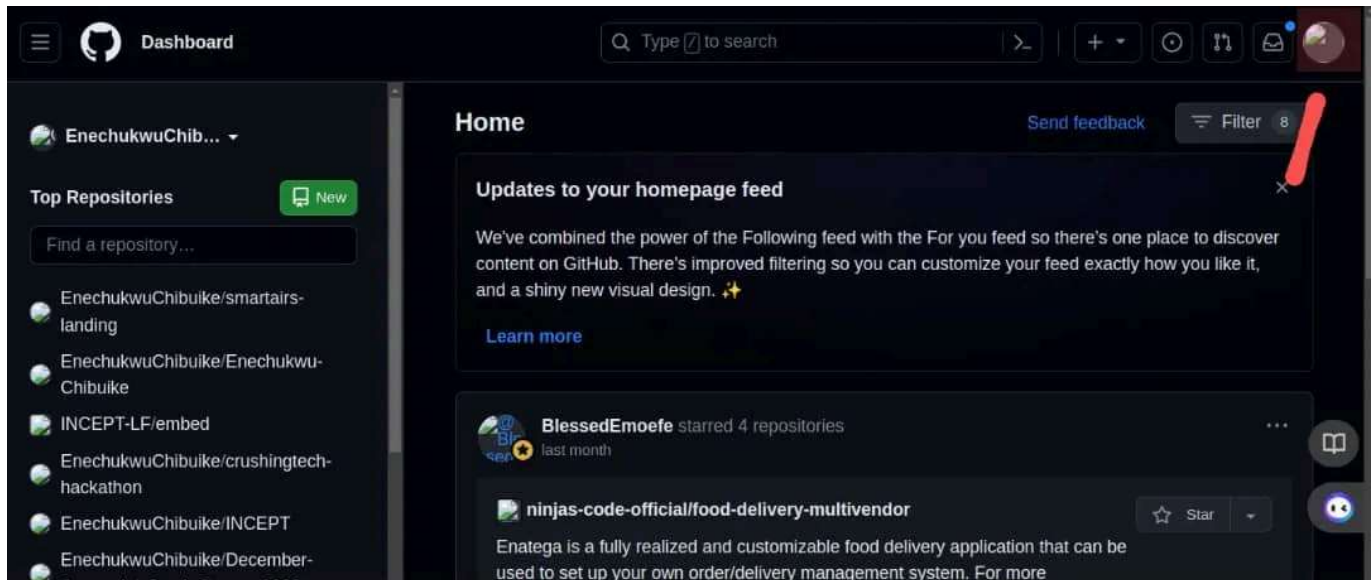 Dashboard
Type / to search
EnechukwuChib...
Top Repositories
New
Find a repository...
EnechukwuChibuike/smartairs-
landing
EnechukwuChibuike/Enechukwu-
Chibuike
INCEPT-LF/embed
EnechukwuChibuike/crushingtech-
hackathon
EnechukwuChibuike/INCEPT
EnechukwuChibuike/December-
Home
Send feedback
Filter 8
Updates to your homepage feed
We've combined the power of the Following feed with the For you feed so there's one place to discover
content on GitHub. There's improved filtering so you can customize your feed exactly how you like it,
and a shiny new visual design. ✨
Learn more
BlessedEmoefe starred 4 repositories
last month
ninjas-code-official/food-delivery-multivendor
Star
Enatega is a fully realized and customizable food delivery application that can be
used to set up your own order/delivery management system. For more